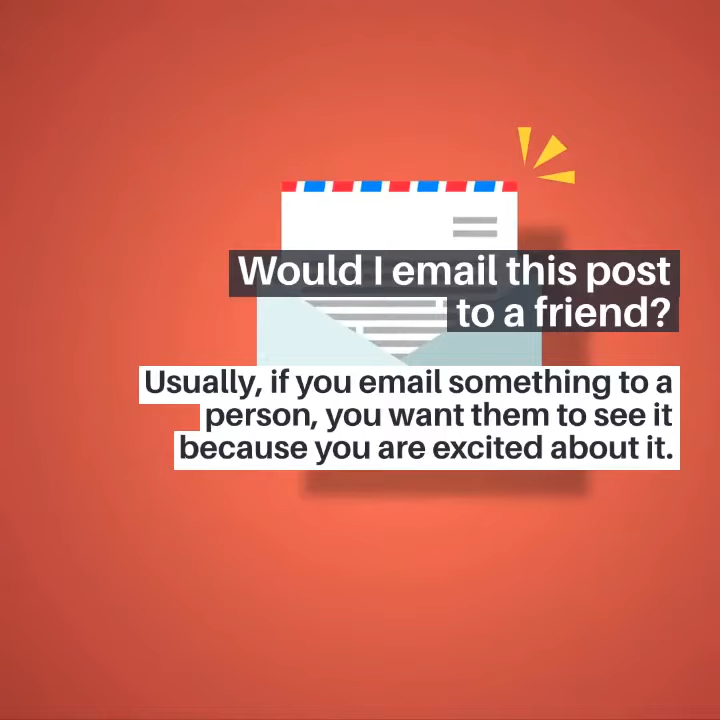 Would I email this post
to a friend?
Usually, if you email something to a
person, you want them to see it
because you are excited about it.